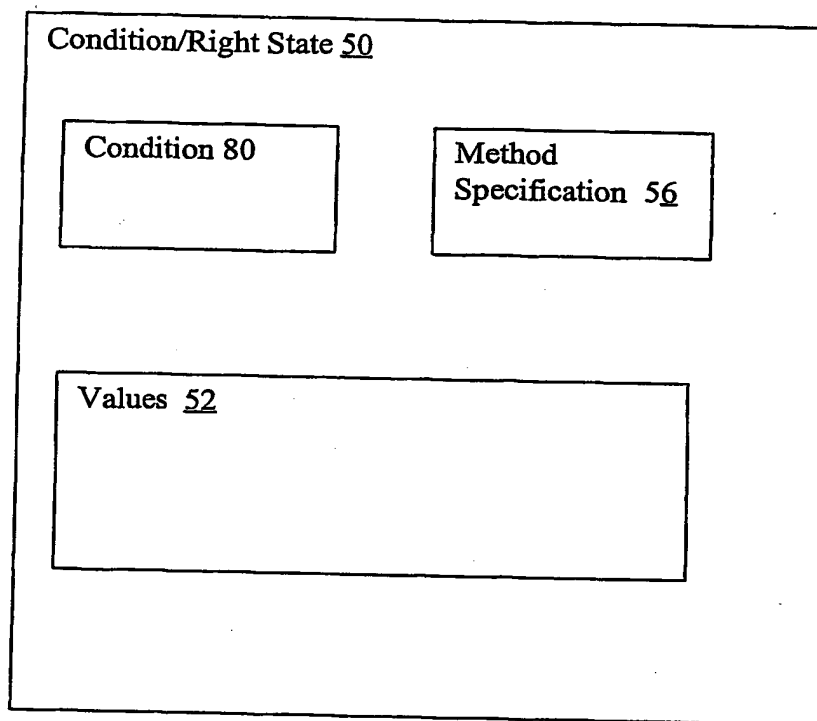 Condition/Right State 50
Condition 80
Method
Specification 56
Values 52